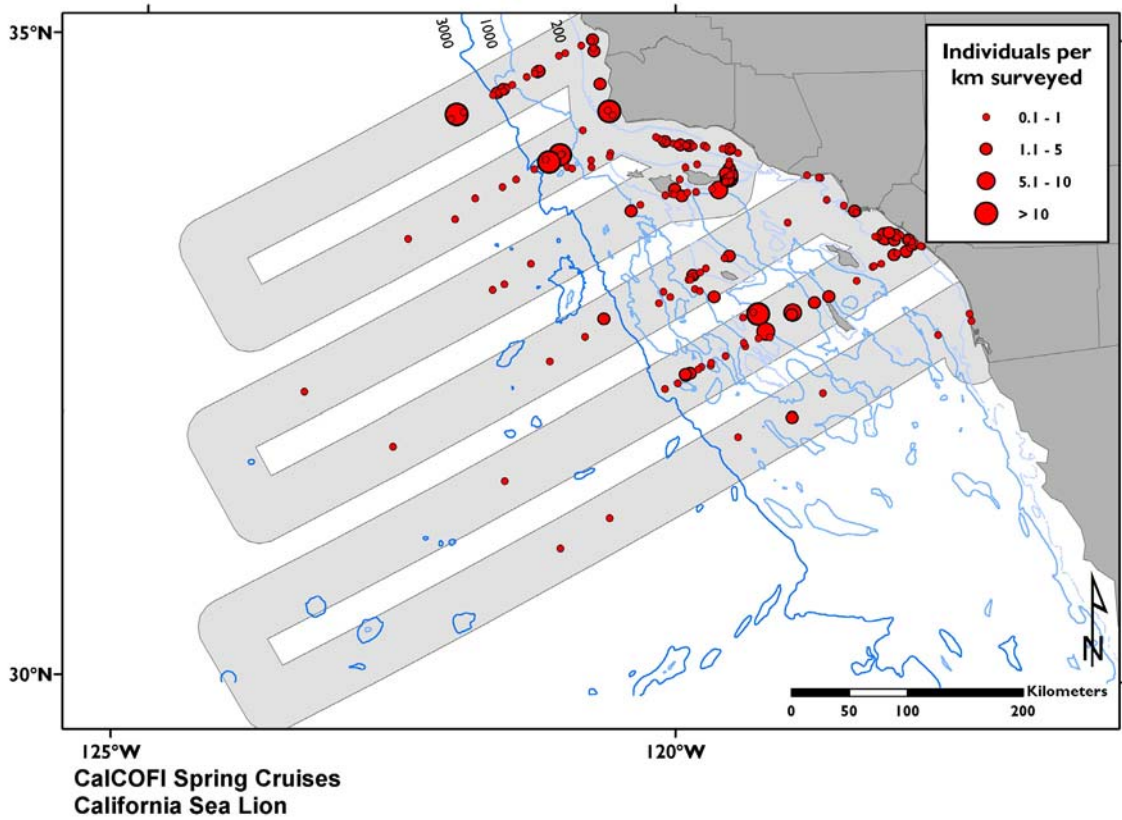 35°N
3000
1000
200
Individuals per
km surveyed
0.1 - 1
1.1 - 5
5.1 - 10
> 10
30°N
N
Kilometers
0 50 100 200
125°W 120°W
CalCOFI Spring Cruises
California Sea Lion